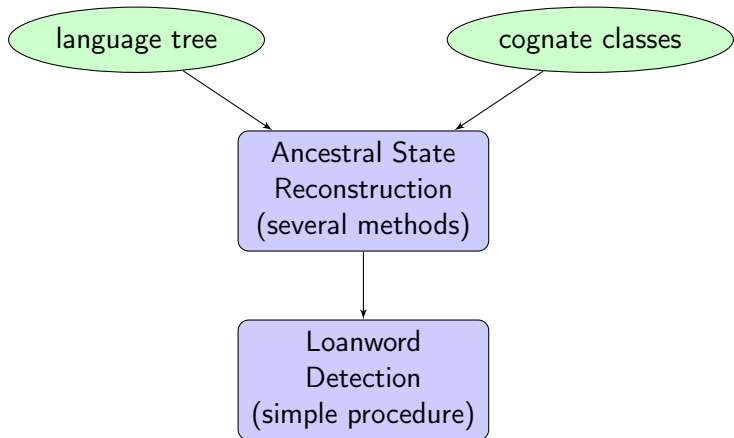 language tree
cognate classes
Ancestral State
Reconstruction
(several methods)
Loanword
Detection
(simple procedure)